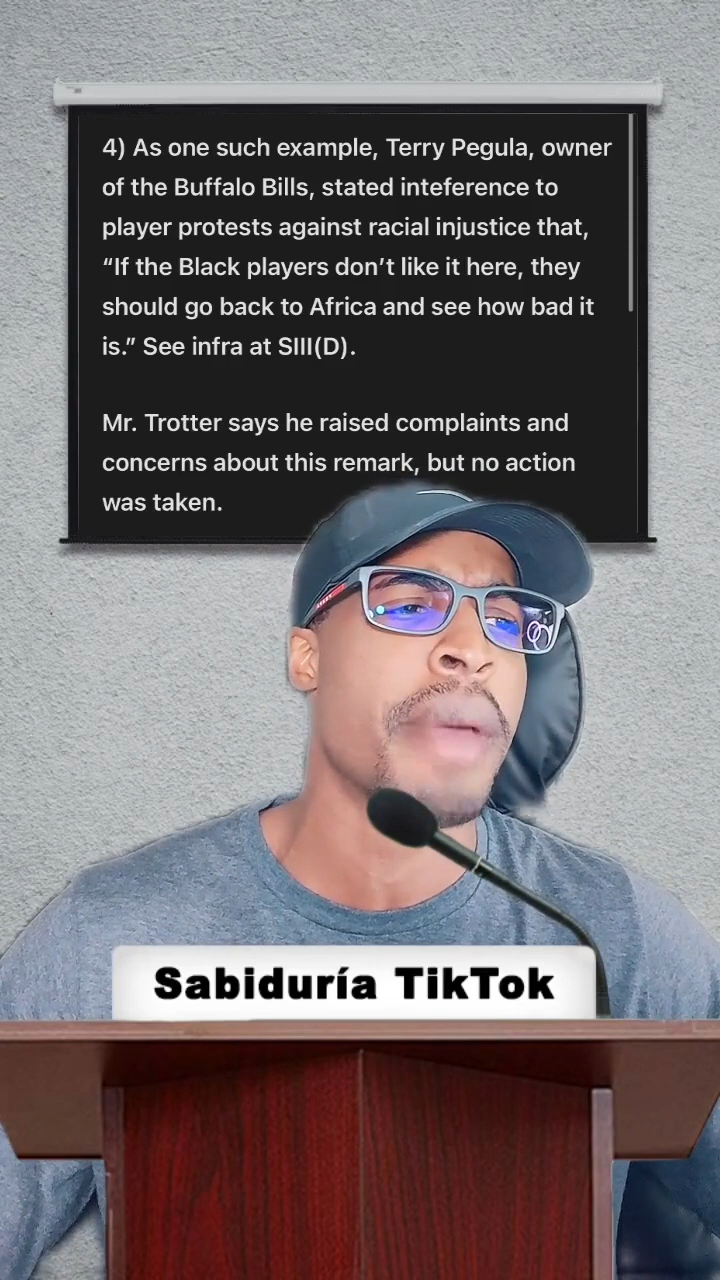 4) As one such example, Terry Pegula, owner
of the Buffalo Bills, stated inteference to
player protests against racial injustice that,
“If the Black players don’t like it here, they
should go back to Africa and see how bad it
is.” See infra at SIII(D).
Mr. Trotter says he raised complaints and
concerns about this remark, but no action
was taken.
Sabiduría TikTok